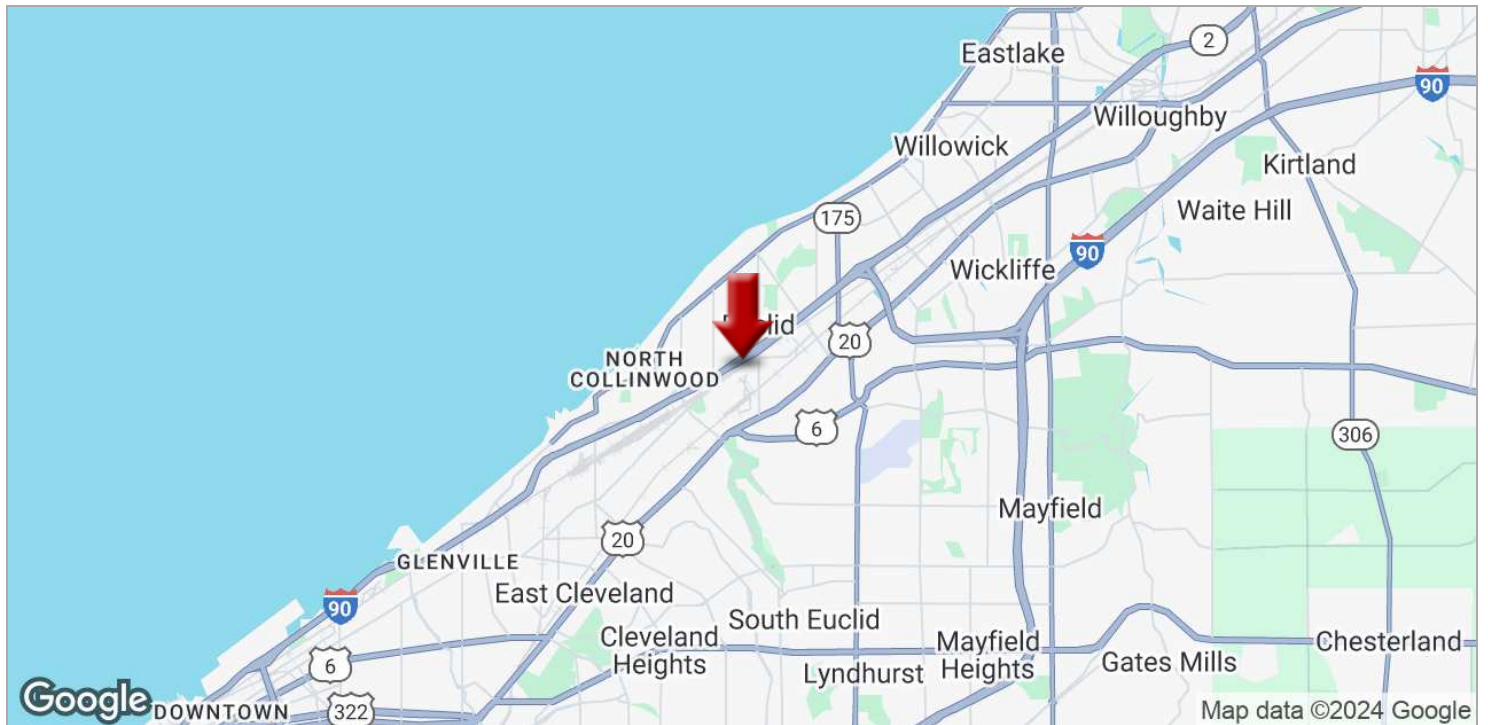 2
Eastlake
90
Willoughby
Willowick
Kirtland
Waite Hill
175
90
Wickliffe
20
NORTH
COLLINWOOD
6
306
Mayfield
20
GLENVILLE
East Cleveland
90
South Euclid
Cleveland
Heights
Mayfield
Heights
Chesterland
6
Gates Mills
Lyndhurst
Google
DOWNTOWN
322
Map data ©2024 Google